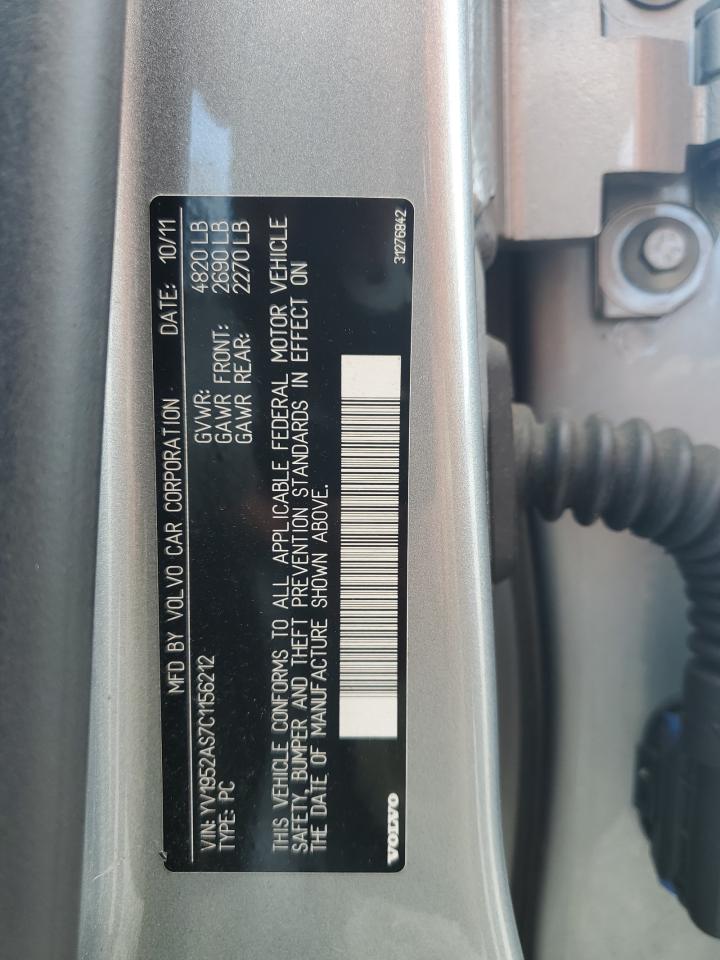 MFD BY VOLVO CAR CORPORATION DATE: 10/11
VIN: YV1952AS7C1156212 GVWR: 4820 LB
TYPE: PC GAWR FRONT: 2690 LB
GAWR REAR: 2270 LB
THIS VEHICLE CONFORMS TO ALL APPLICABLE FEDERAL MOTOR VEHICLE
SAFETY, BUMPER AND THEFT PREVENTION STANDARDS IN EFFECT ON
THE DATE OF MANUFACTURE SHOWN ABOVE.
VOLVO 31276842